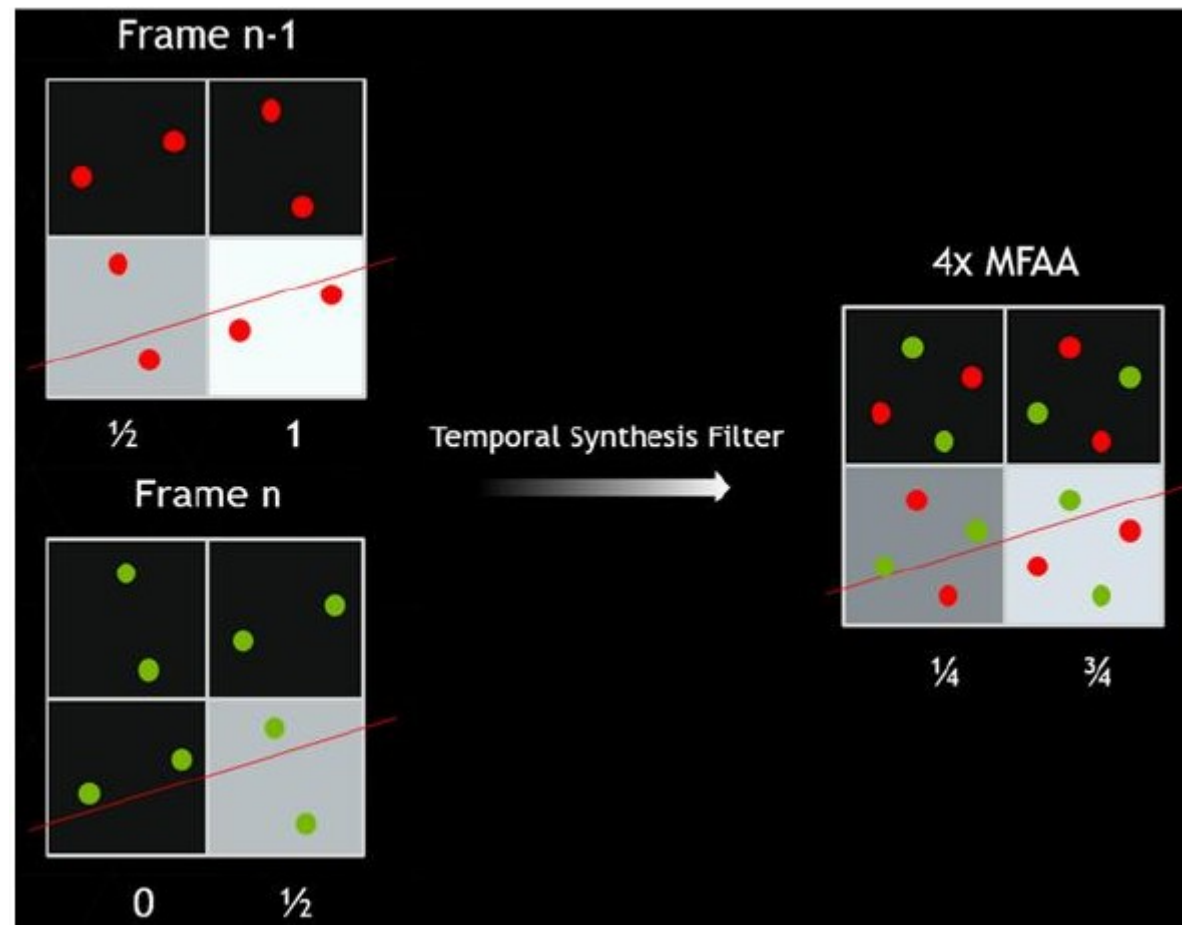 Frame n-1
½ 1
Frame n
0 ½
Temporal Synthesis Filter
4x MFAA
¼ ¾